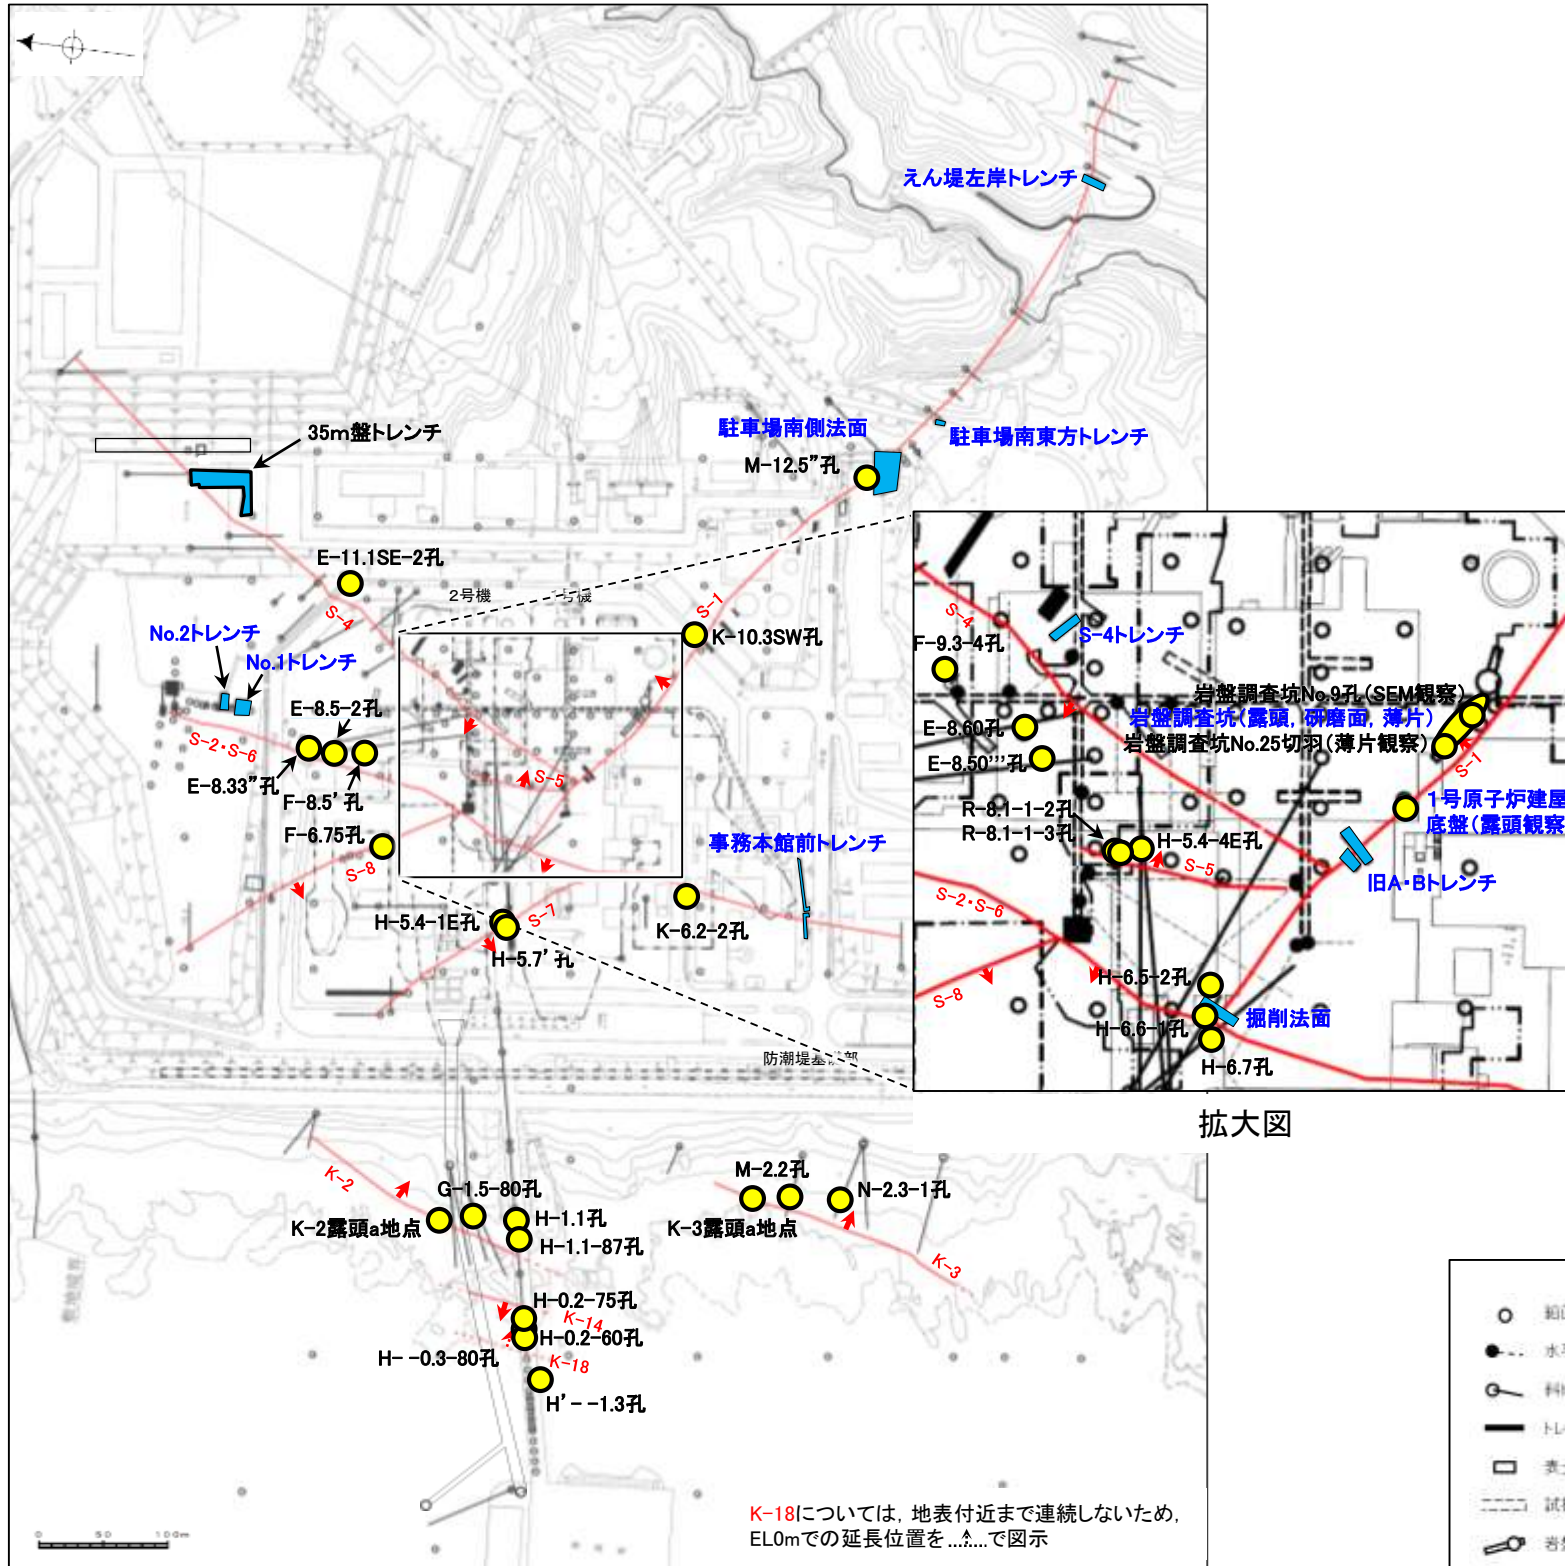 えん堤左岸トレンチ
35m盤トレンチ
駐車場南側法面
駐車場南東方トレンチ
M-12.5”孔
E-11.1SE-2孔
S-4
2号機
号機
S-1
K-10.3SW孔
No.2トレンチ
No.1トレンチ
E-8.5-2孔
S-2・S-6
E-8.33”孔
F-8.5’孔
S-5
F-6.75孔
S-8
事務本館前トレンチ
H-5.4-1E孔
S-7
K-6.2-2孔
H-5.7’孔
防潮堤基
部
S-4
S-4トレンチ
F-9.3-4孔
岩盤調査坑No.9孔(SEM観察)
岩盤調査坑(露頭, 研磨面, 薄片)
E-8.60孔
岩盤調査坑No.25切羽(薄片観察)
E-8.50'''孔
S-1
R-8.1-1-2孔
R-8.1-1-3孔
H-5.4-4E孔
1号原子炉建屋
底盤(露頭観察
S-5
旧A・Bトレンチ
S-2・S-6
S-8
H-6.5-2孔
掘削法面
H-6.6-1孔
H-6.7孔
拡大図
K-2
G-1.5-80孔
M-2.2孔
N-2.3-1孔
K-2露頭a地点
H-1.1孔
K-3露頭a地点
H-1.1-87孔
K-3
H-0.2-75孔
K-14
H-0.2-60孔
H--0.3-80孔
K-18
H’--1.3孔
K-18については, 地表付近まで連続しないため,
EL0mでの延長位置を
で図示
0 50 100m